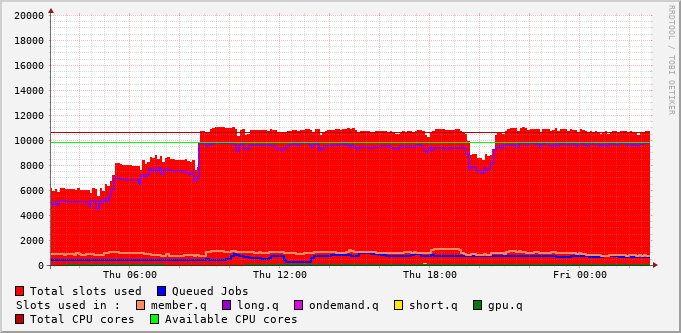 20000
18000
16000
14000
12000
10000
8000
6000
4000
2000
0
Thu 06:00 Thu 12:00 Thu 18:00 Fri 00:00
Total slots used Queued Jobs
Slots used in : member.q long.q ondemand.q short.q gpu.q
Total CPU cores Available CPU cores
RRDTOOL / TOBI OETIKER